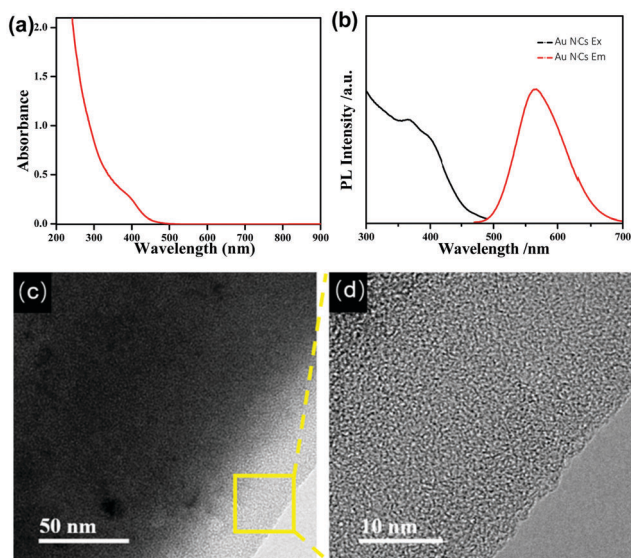 (a)
2.0
1.5
1.0
0.5
0.0
Absorbance
200 300 400 500 600 700 800 900
Wavelength (nm)
(b)
Au NCs Ex
Au NCs Em
PL Intensity /a.u.
300 400 500 600 700
Wavelength /nm
(c)
50 nm
(d)
10 nm